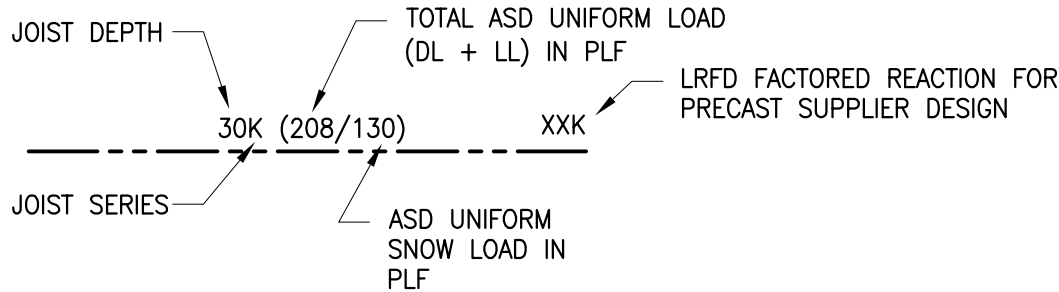 JOIST DEPTH
TOTAL ASD UNIFORM LOAD
(DL + LL) IN PLF
LRFD FACTORED REACTION FOR
PRECAST SUPPLIER DESIGN
30K (208/130)
XXK
JOIST SERIES
ASD UNIFORM
SNOW LOAD IN
PLF